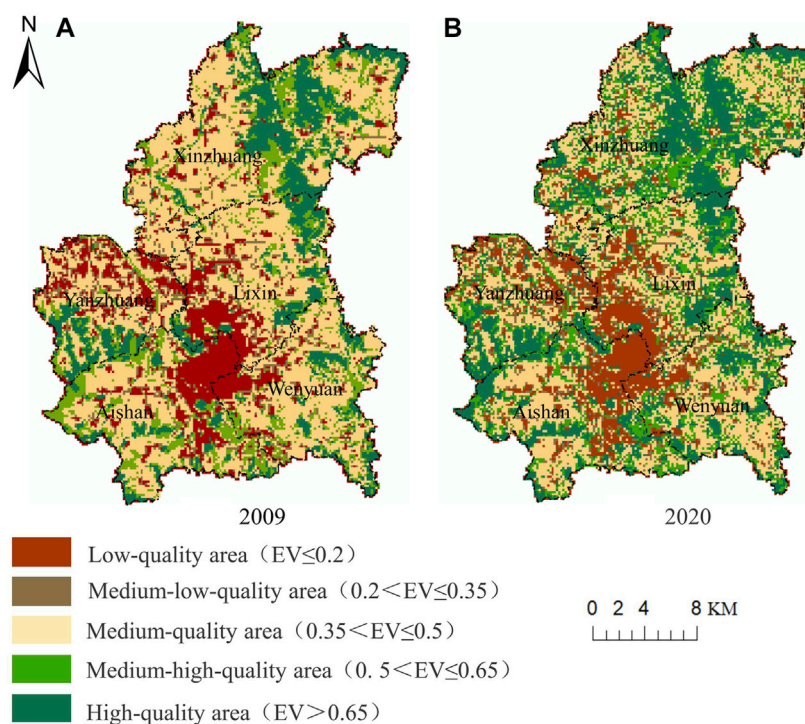 N
A
B
Xinzhuang
Xinzhuang
Lixin
Lixin
Yanzhuang
Yanzhuang
Aishan
Aishan
Wenyuan
Wenyuan
2009
2020
Low-quality area（EV≤0.2）
Medium-low-quality area（0.2＜EV≤0.35）
Medium-quality area（0.35＜EV≤0.5）
Medium-high-quality area（0. 5＜EV≤0.65）
High-quality area（EV＞0.65）
0 2 4 8 KM